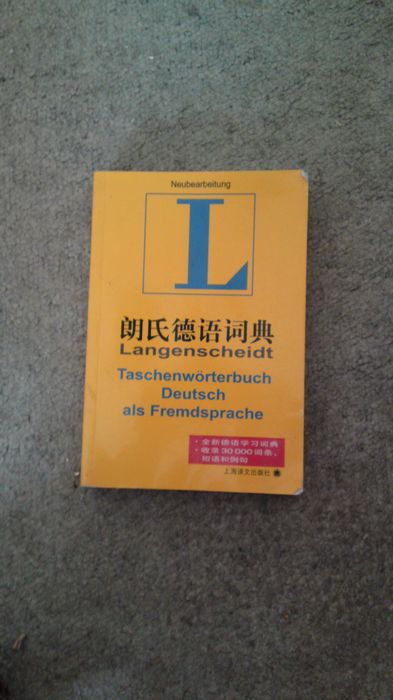 Neubearbeitung
L
朗氏德语词典
Langenscheidt
Taschenwörterbuch
Deutsch
als Fremdsprache
·全新德语学习词典
·收录30 000词条、
短语和例句
上海译文出版社